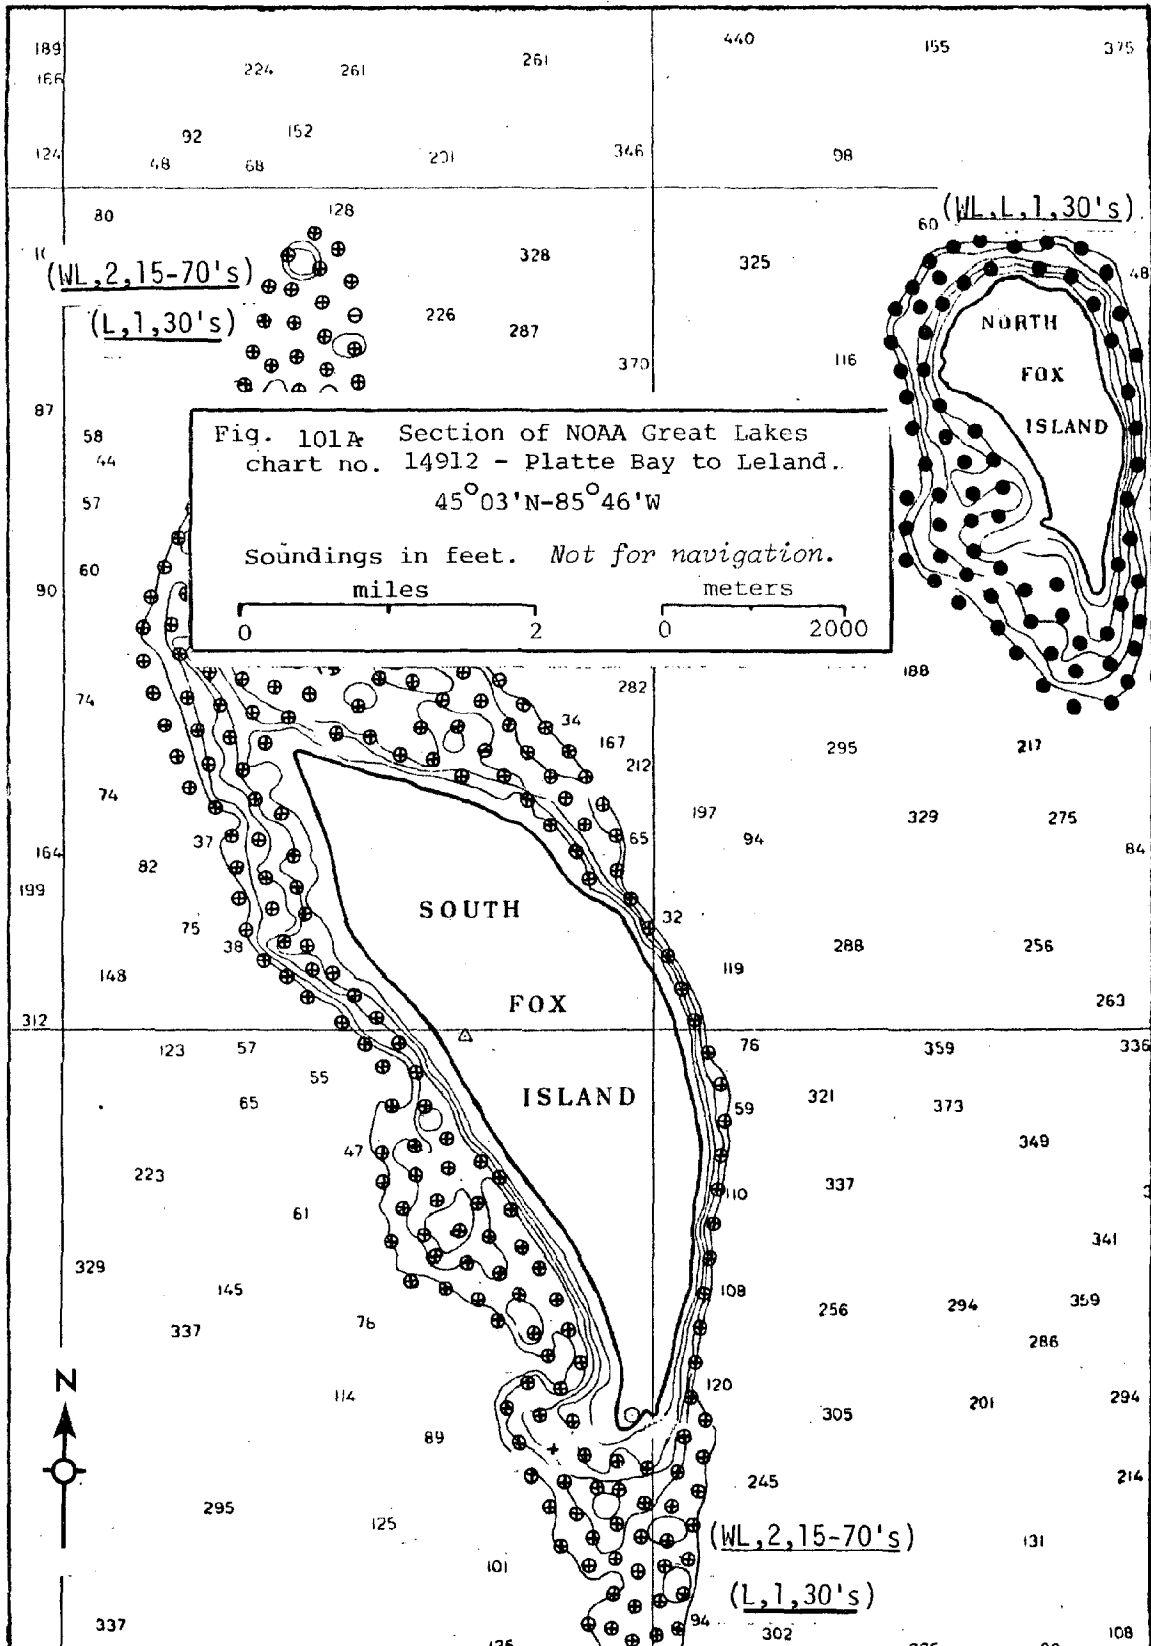 440 155 375
189 261
166 224 261
92 152
124 48 68 201 346 98
80 128 60 (WL,L,1,30's)
(WL,2,15-70's) 328 325 48
(L,1,30's) 226 287 NORTH
370 116 FOX
87 ISLAND
58
44
57
60
90
Fig. 101A Section of NOAA Great Lakes
chart no. 14912 - Platte Bay to Leland.
45°03'N-85°46'W
Soundings in feet. Not for navigation.
miles meters
0 2 0 2000
188
74 282
34
167 295 217
212
74 197 329 275
37 65 94 84
164 82
199
SOUTH 32
75 38 288 256
148 119
FOX 263
312
123 57 76 359 336
55
65 ISLAND 59 321 373
47 349
223 110 337
61
341
329
145 108 256 294 359
337 76 286
114 120 294
305 201
89
245 214
295 125
(WL,2,15-70's) 131
101
(L,1,30's)
337 94 302 108
N